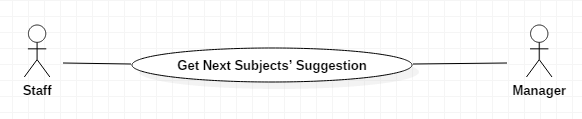 Get Next Subjects’ Suggestion
Staff
Manager